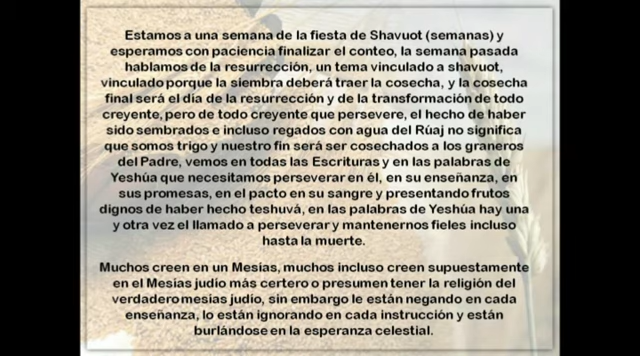 Estamos a una semana de la fiesta de Shavuot (semanas) y
esperamos con paciencia finalizar el conteo, la semana pasada
hablamos de la resurrección, un tema vinculado a shavuot,
vinculado porque la siembra deberá traer la cosecha, y la cosecha
final será el día de la resurrección y de la transformación de todo
creyente, pero de todo creyente que persevere, el hecho de haber
sido sembrados e incluso regados con agua del Rúaj no significa
que somos trigo y nuestro fin será ser cosechados a los graneros
del Padre, vemos en todas las Escrituras y en las palabras de
Yeshúa que necesitamos perseverar en él, en su enseñanza, en
sus promesas, en el pacto en su sangre y presentando frutos
dignos de haber hecho teshuvá, en las palabras de Yeshúa hay una
y otra vez el llamado a perseverar y mantenernos fieles incluso
hasta la muerte.
Muchos creen en un Mesías, muchos incluso creen supuestamente
en el Mesías judío más certero o presumen tener la religión del
verdadero mesias judío, sin embargo le están negando en cada
enseñanza, lo están ignorando en cada instrucción y están
burlándose en la esperanza celestial.